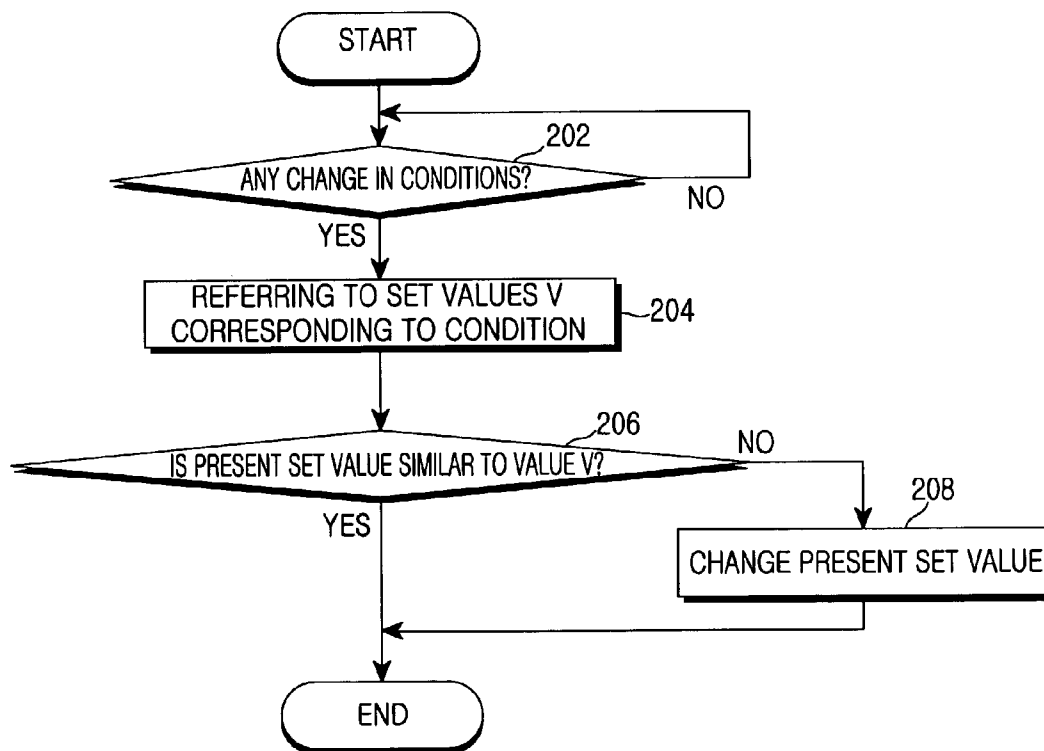 START
202
ANY CHANGE IN CONDITIONS?
NO
YES
REFERRING TO SET VALUES V
CORRESPONDING TO CONDITION
204
206
IS PRESENT SET VALUE SIMILAR TO VALUE V?
NO
YES
208
CHANGE PRESENT SET VALUE
END